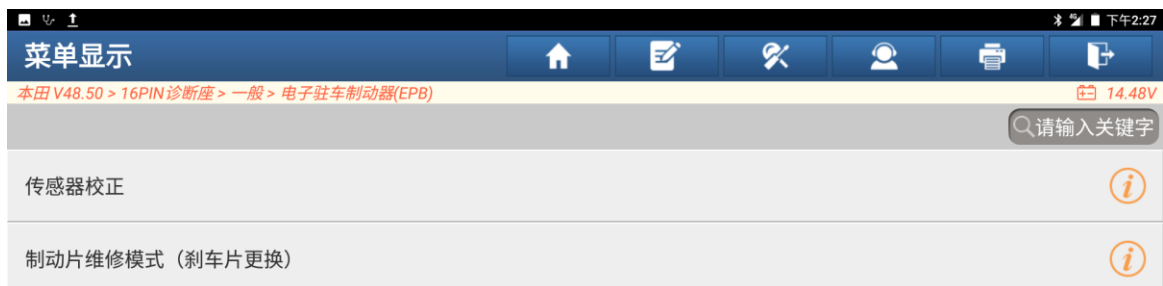 4G 下午2:27
菜单显示
本田 V48.50 > 16PIN诊断座 > 一般 > 电子驻车制动器(EPB) 14.48V
请输入关键字
传感器校正
制动片维修模式（刹车片更换）